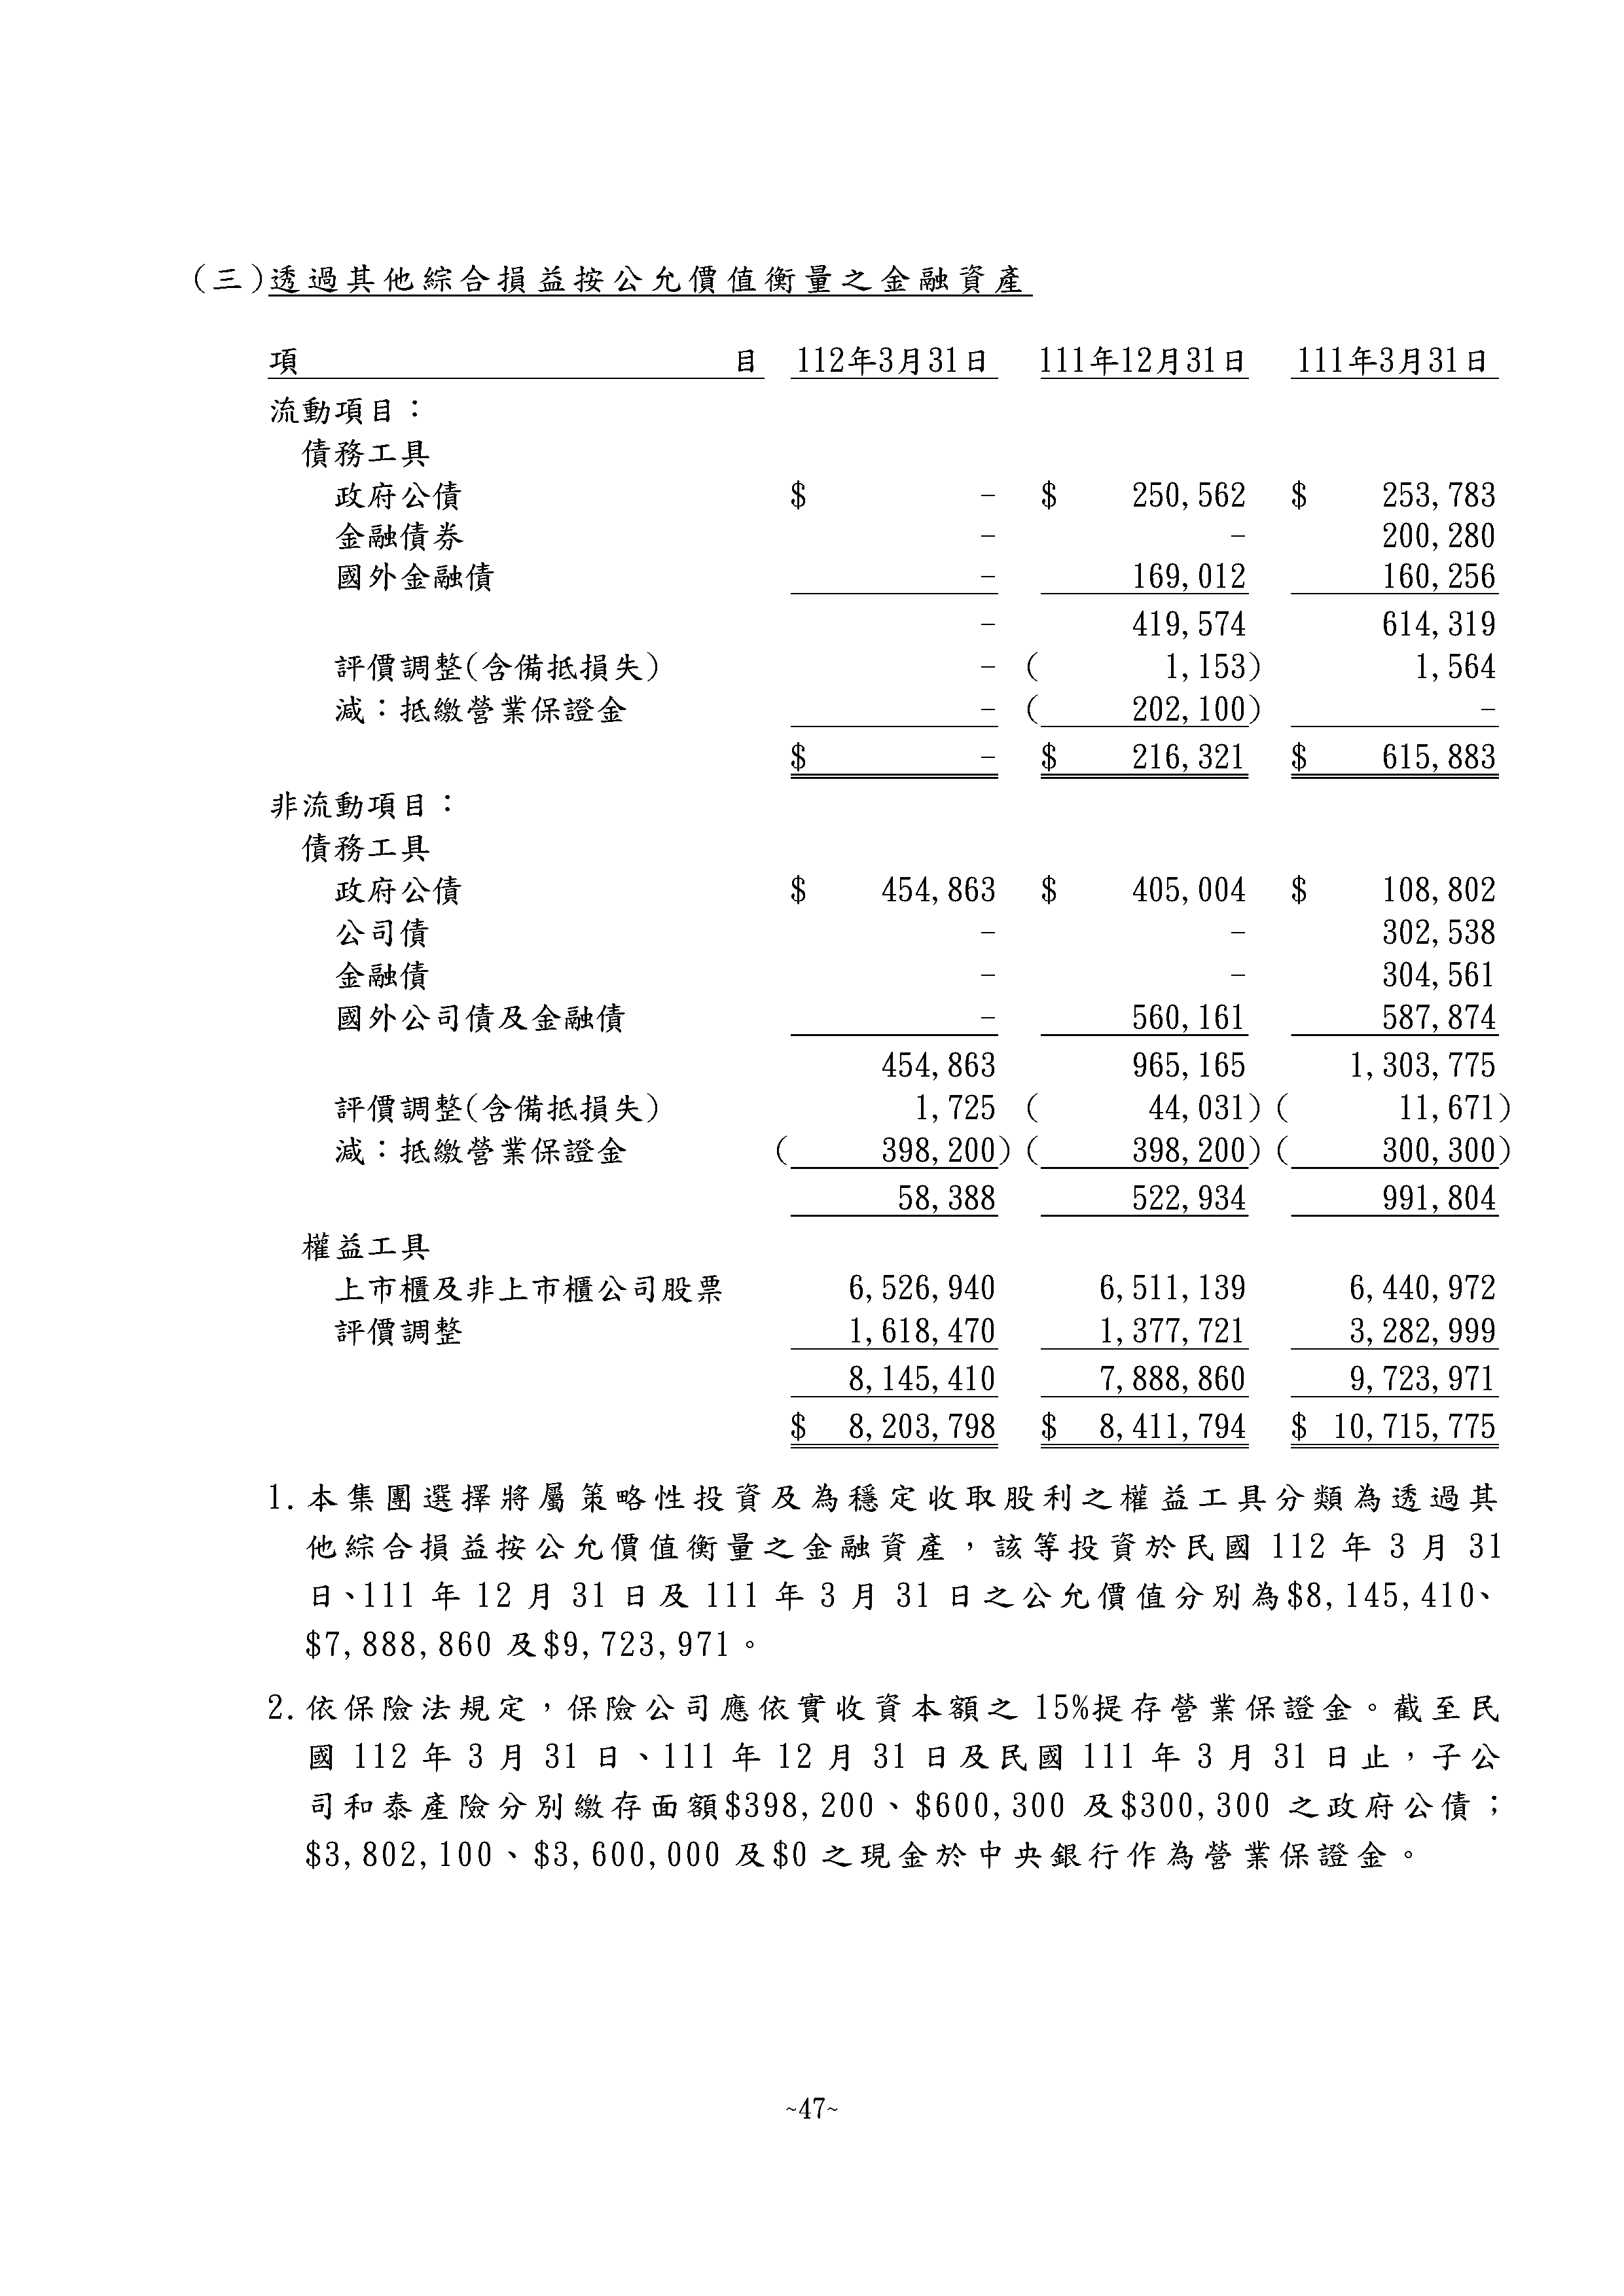 (三)透過其他綜合損益按公允價值衡量之金融資產
項 目 112年3月31日 111年12月31日 111年3月31日
流動項目：
債務工具
政府公債 $ - $ 250,562 $ 253,783
金融債券 - - 200,280
國外金融債 - 169,012 160,256
- 419,574 614,319
評價調整(含備抵損失) - ( 1,153) 1,564
減：抵繳營業保證金 - ( 202,100) -
$ - $ 216,321 $ 615,883
非流動項目：
債務工具
政府公債 $ 454,863 $ 405,004 $ 108,802
公司債 - - 302,538
金融債 - - 304,561
國外公司債及金融債 - 560,161 587,874
454,863 965,165 1,303,775
評價調整(含備抵損失) 1,725 ( 44,031) ( 11,671)
減：抵繳營業保證金 ( 398,200) ( 398,200) ( 300,300)
58,388 522,934 991,804
權益工具
上市櫃及非上市櫃公司股票 6,526,940 6,511,139 6,440,972
評價調整 1,618,470 1,377,721 3,282,999
8,145,410 7,888,860 9,723,971
$ 8,203,798 $ 8,411,794 $ 10,715,775
1.本集團選擇將屬策略性投資及為穩定收取股利之權益工具分類為透過其
他綜合損益按公允價值衡量之金融資產，該等投資於民國 112 年 3 月 31
日、111 年 12 月 31 日及 111 年 3 月 31 日之公允價值分別為$8,145,410、
$7,888,860 及$9,723,971。
2.依保險法規定，保險公司應依實收資本額之 15%提存營業保證金。截至民
國 112 年 3 月 31 日、111 年 12 月 31 日及民國 111 年 3 月 31 日止，子公
司和泰產險分別繳存面額$398,200、$600,300 及$300,300 之政府公債；
$3,802,100、$3,600,000 及$0 之現金於中央銀行作為營業保證金。
~47~